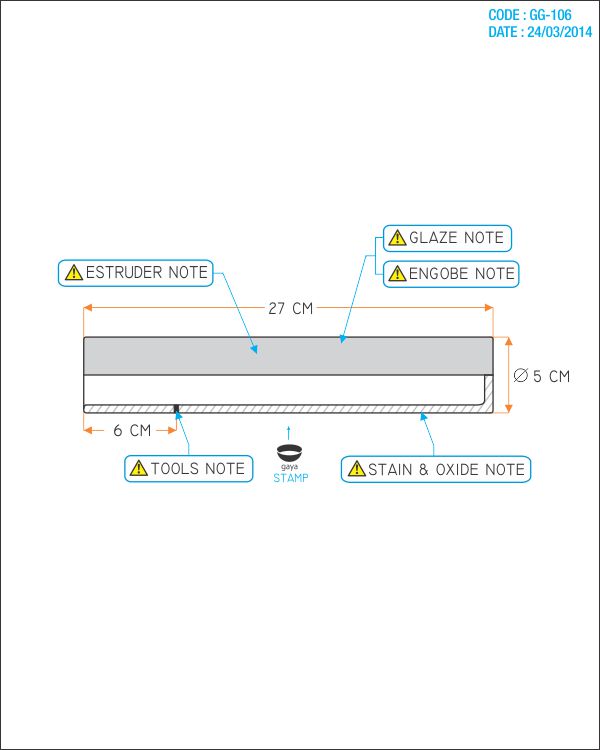 CODE : GG-106
DATE : 24/03/2014
GLAZE NOTE
ESTRUDER NOTE
ENGOBE NOTE
27 CM
∅ 5 CM
6 CM
TOOLS NOTE
gaya
STAMP
STAIN & OXIDE NOTE